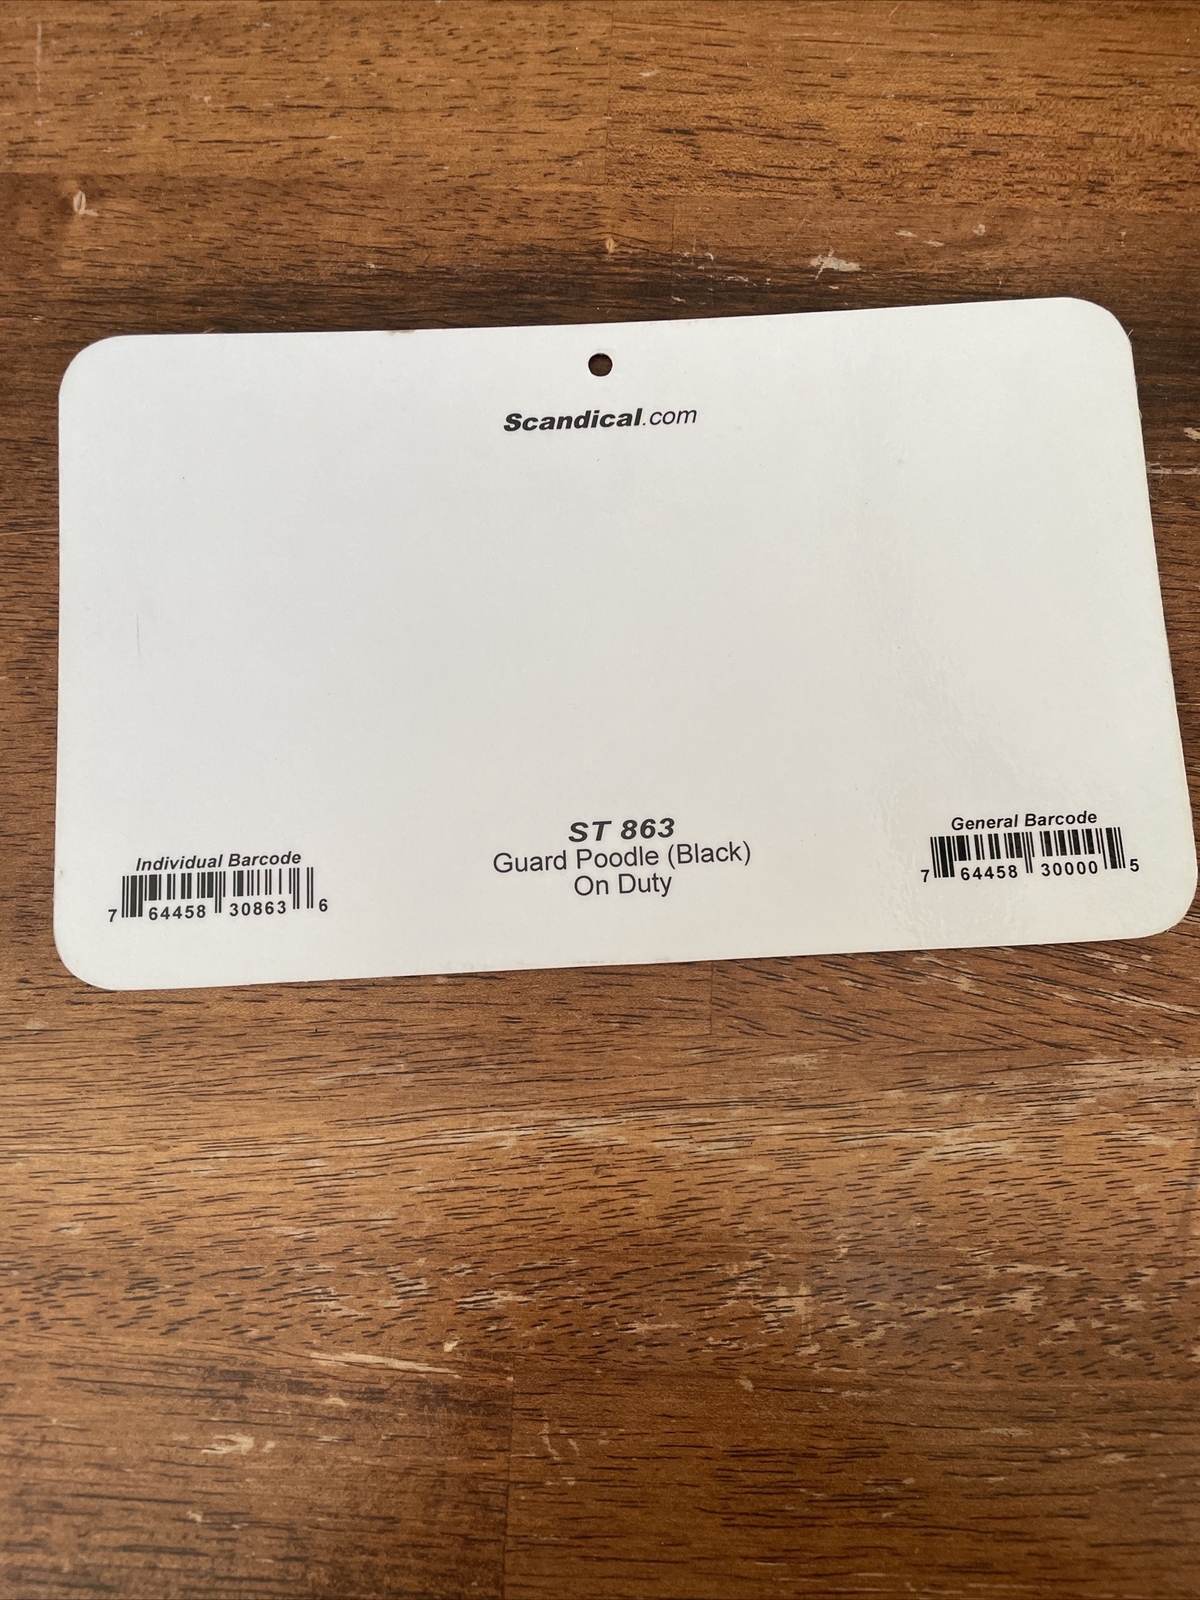 Scandical.com
ST 863
Guard Poodle (Black)
On Duty
Individual Barcode
7 64458 30863 6
General Barcode
7 64458 30000 5